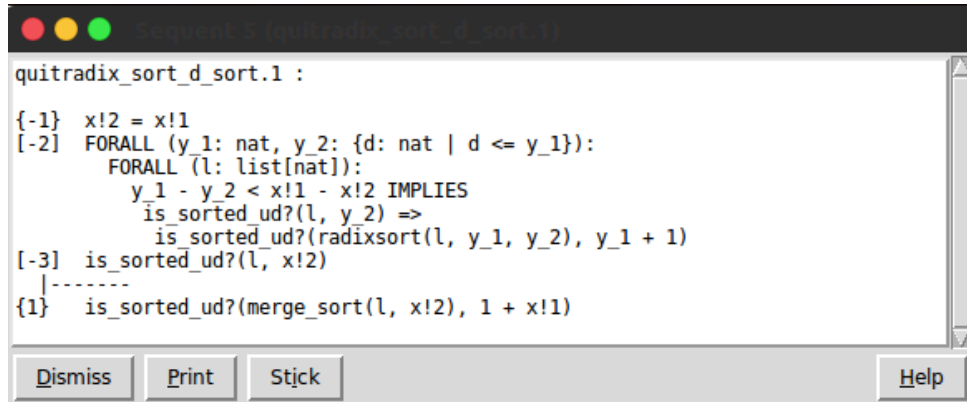 Sequent 5 (quitradix_sort_d_sort.1)
quitradix_sort_d_sort.1 :
{-1} x!2 = x!1
[-2] FORALL (y_1: nat, y_2: {d: nat | d <= y_1}):
FORALL (l: list[nat]):
y_1 - y_2 < x!1 - x!2 IMPLIES
is_sorted_ud?(l, y_2) =>
is_sorted_ud?(radixsort(l, y_1, y_2), y_1 + 1)
[-3] is_sorted_ud?(l, x!2)
|-------
{1} is_sorted_ud?(merge_sort(l, x!2), 1 + x!1)
Dismiss Print Stick Help